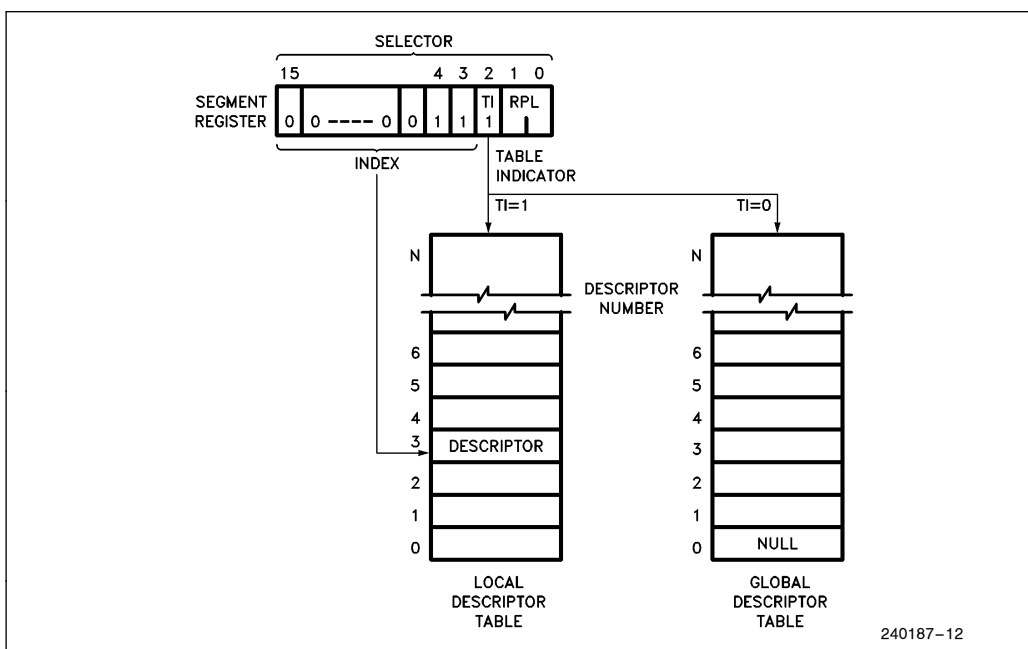 SELECTOR
15 4 3 2 1 0
SEGMENT REGISTER
TI RPL
0 0 ---- 0 0 1 1 1
INDEX
TABLE
INDICATOR
TI=1 TI=0
N N
DESCRIPTOR
NUMBER
6 6
5 5
4 4
3 DESCRIPTOR 3
2 2
1 1
0 0 NULL
LOCAL
DESCRIPTOR
TABLE
GLOBAL
DESCRIPTOR
TABLE
240187-12